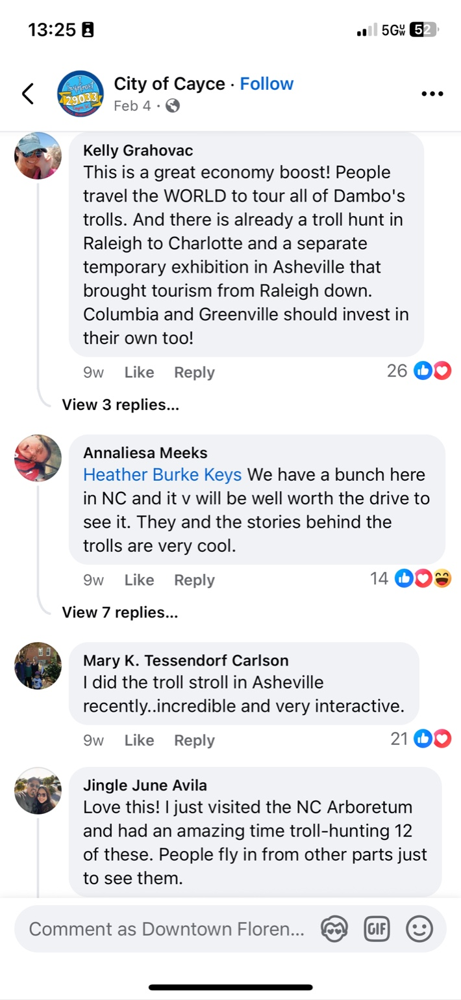 13:25
5GUW 52
City of Cayce · Follow
Feb 4 ·
29033
Kelly Grahovac
This is a great economy boost! People
travel the WORLD to tour all of Dambo's
trolls. And there is already a troll hunt in
Raleigh to Charlotte and a separate
temporary exhibition in Asheville that
brought tourism from Raleigh down.
Columbia and Greenville should invest in
their own too!
9w Like Reply 26
View 3 replies...
Annaliesa Meeks
Heather Burke Keys We have a bunch here
in NC and it v will be well worth the drive to
see it. They and the stories behind the
trolls are very cool.
9w Like Reply 14
View 7 replies...
Mary K. Tessendorf Carlson
I did the troll stroll in Asheville
recently..incredible and very interactive.
9w Like Reply 21
Jingle June Avila
Love this! I just visited the NC Arboretum
and had an amazing time troll-hunting 12
of these. People fly in from other parts just
to see them.
Comment as Downtown Floren... GIF